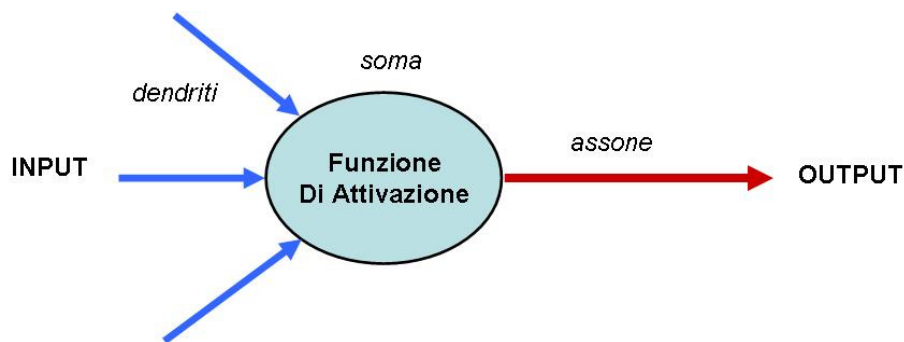 soma
dendriti
assone
INPUT
Funzione
Di Attivazione
OUTPUT